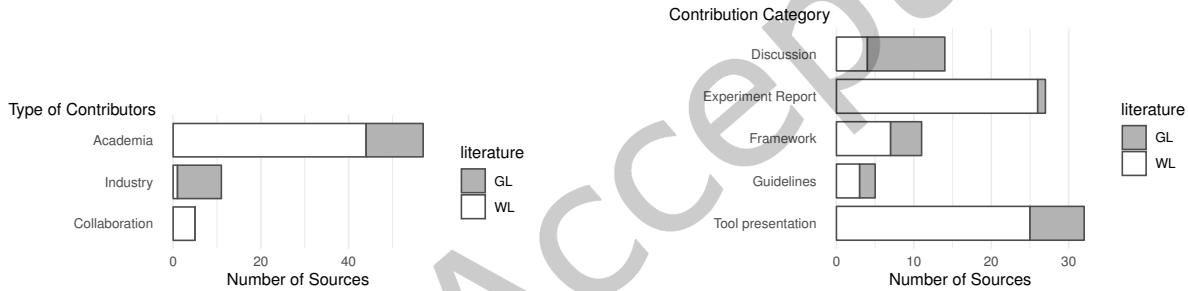 Type of Contributors
Academia
Industry
Collaboration
0 20 40
Number of Sources
literature
GL
WL
Contribution Category
Discussion
Experiment Report
Framework
Guidelines
Tool presentation
0 10 20 30
Number of Sources
literature
GL
WL
Accep